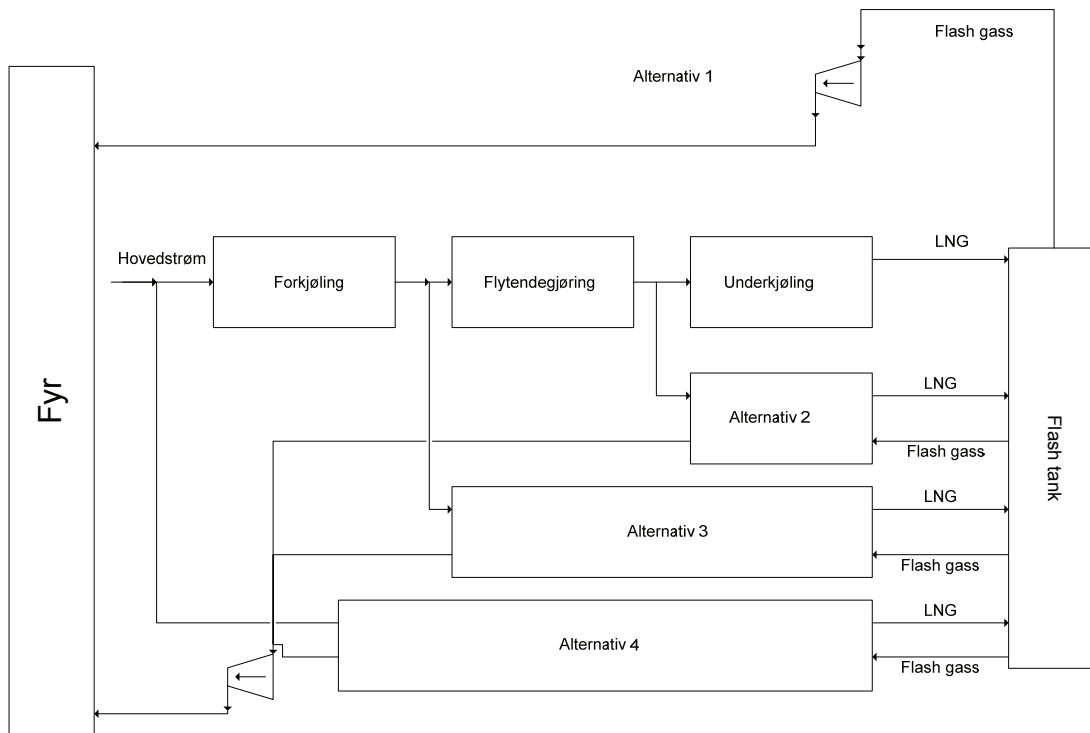 Flash gass
Alternativ 1
Hovedstrøm
Forkjøling
Flytendegjøring
Underkjøling
LNG
Fyr
Alternativ 2
LNG
Flash gass
Flash tank
Alternativ 3
LNG
Flash gass
Alternativ 4
LNG
Flash gass